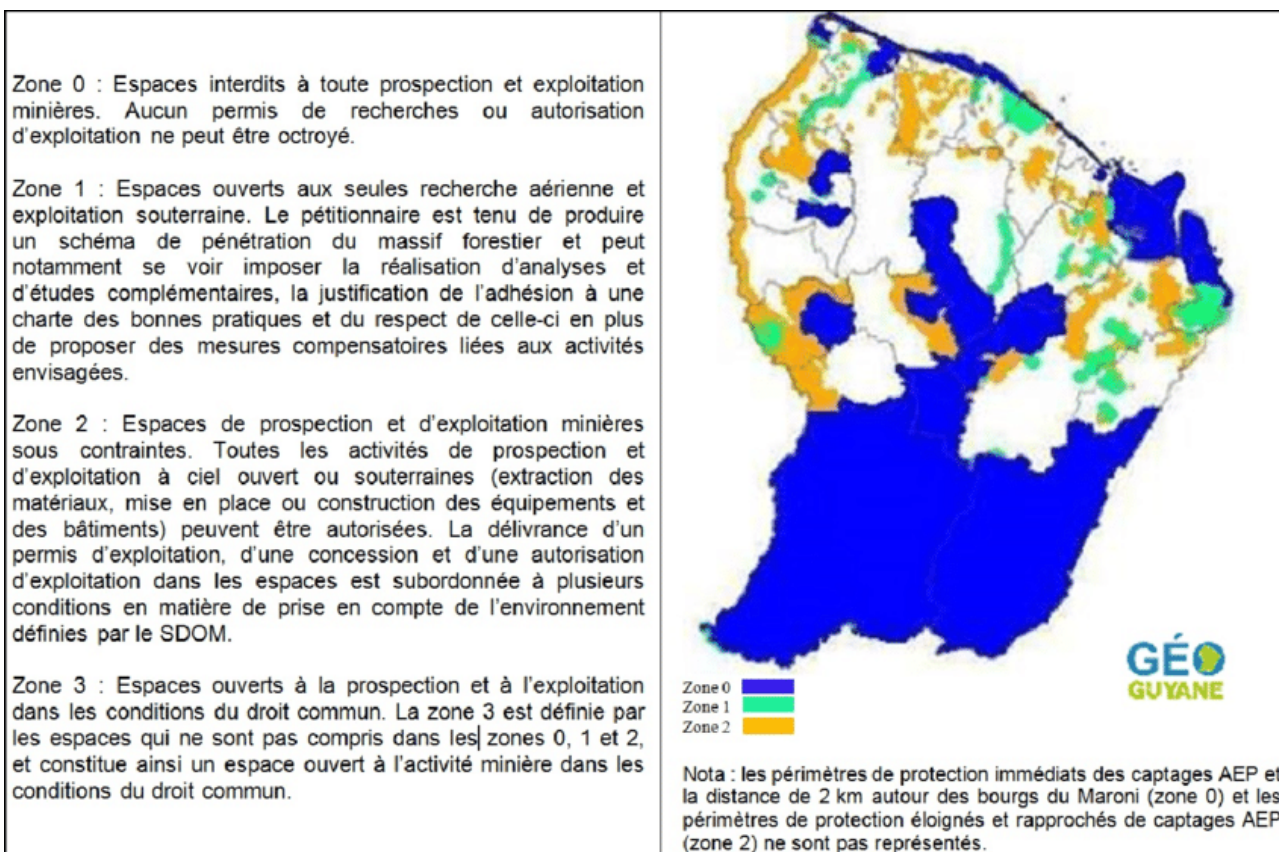 Zone 0 : Espaces interdits à toute prospection et exploitation
minières. Aucun permis de recherches ou autorisation
d'exploitation ne peut être octroyé.
Zone 1 : Espaces ouverts aux seules recherche aérienne et
exploitation souterraine. Le pétitionnaire est tenu de produire
un schéma de pénétration du massif forestier et peut
notamment se voir imposer la réalisation d'analyses et
d'études complémentaires, la justification de l'adhésion à une
charte des bonnes pratiques et du respect de celle-ci en plus
de proposer des mesures compensatoires liées aux activités
envisagées.
Zone 2 : Espaces de prospection et d'exploitation minières
sous contraintes. Toutes les activités de prospection et
d'exploitation à ciel ouvert ou souterraines (extraction des
matériaux, mise en place ou construction des équipements et
des bâtiments) peuvent être autorisées. La délivrance d'un
permis d'exploitation, d'une concession et d'une autorisation
d'exploitation dans les espaces est subordonnée à plusieurs
conditions en matière de prise en compte de l'environnement
définies par le SDOM.
Zone 3 : Espaces ouverts à la prospection et à l'exploitation
dans les conditions du droit commun. La zone 3 est définie par
les espaces qui ne sont pas compris dans les zones 0, 1 et 2,
et constitue ainsi un espace ouvert à l'activité minière dans les
conditions du droit commun.
GÉO
GUYANE
Zone 0
Zone 1
Zone 2
Nota : les périmètres de protection immédiats des captages AEP et
la distance de 2 km autour des bourgs du Maroni (zone 0) et les
périmètres de protection éloignés et rapprochés de captages AEP
(zone 2) ne sont pas représentés.